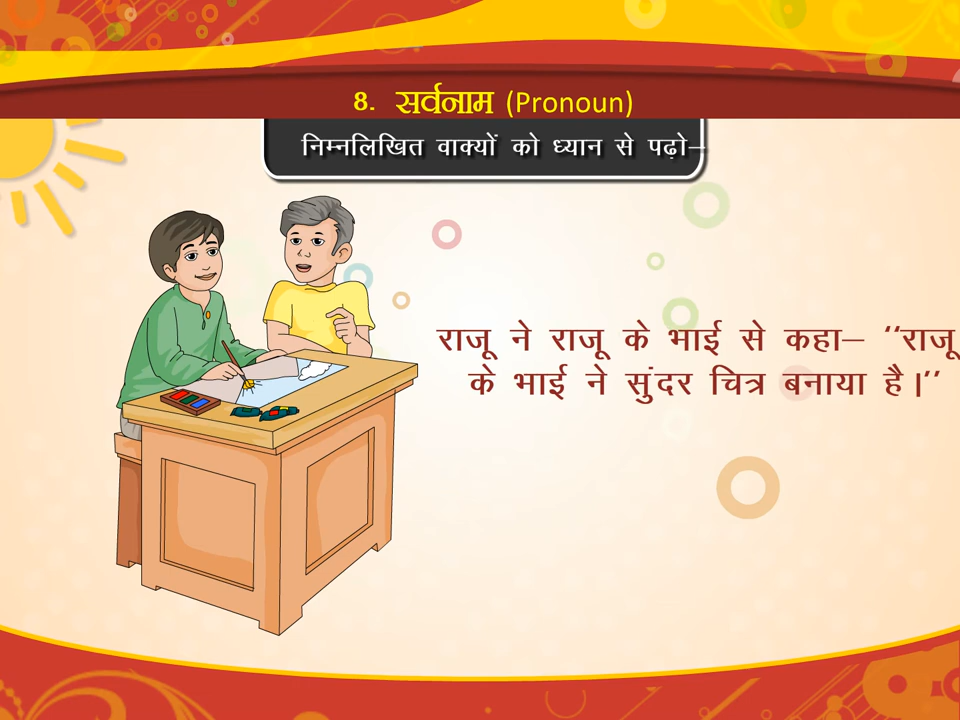 8. सर्वनाम (Pronoun)
निम्नलिखित वाक्यों को ध्यान से पढ़ो–
राजू ने राजू के भाई से कहा– ‘‘राजू
के भाई ने सुंदर चित्र बनाया है।’’